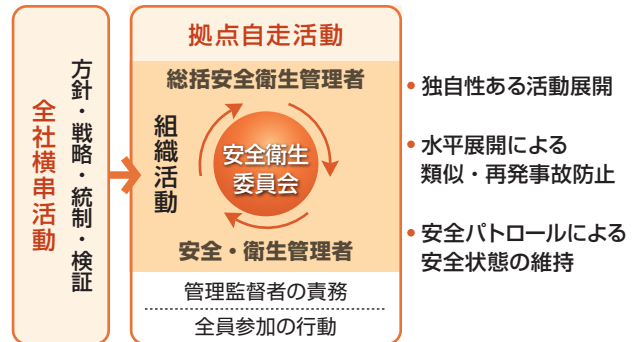 全社横串活動
方針・戦略・統制・検証
拠点自走活動
総括安全衛生管理者
組織活動
安全衛生
委員会
安全・衛生管理者
管理監督者の責務
全員参加の行動
• 独自性ある活動展開
• 水平展開による
類似・再発事故防止
• 安全パトロールによる
安全状態の維持